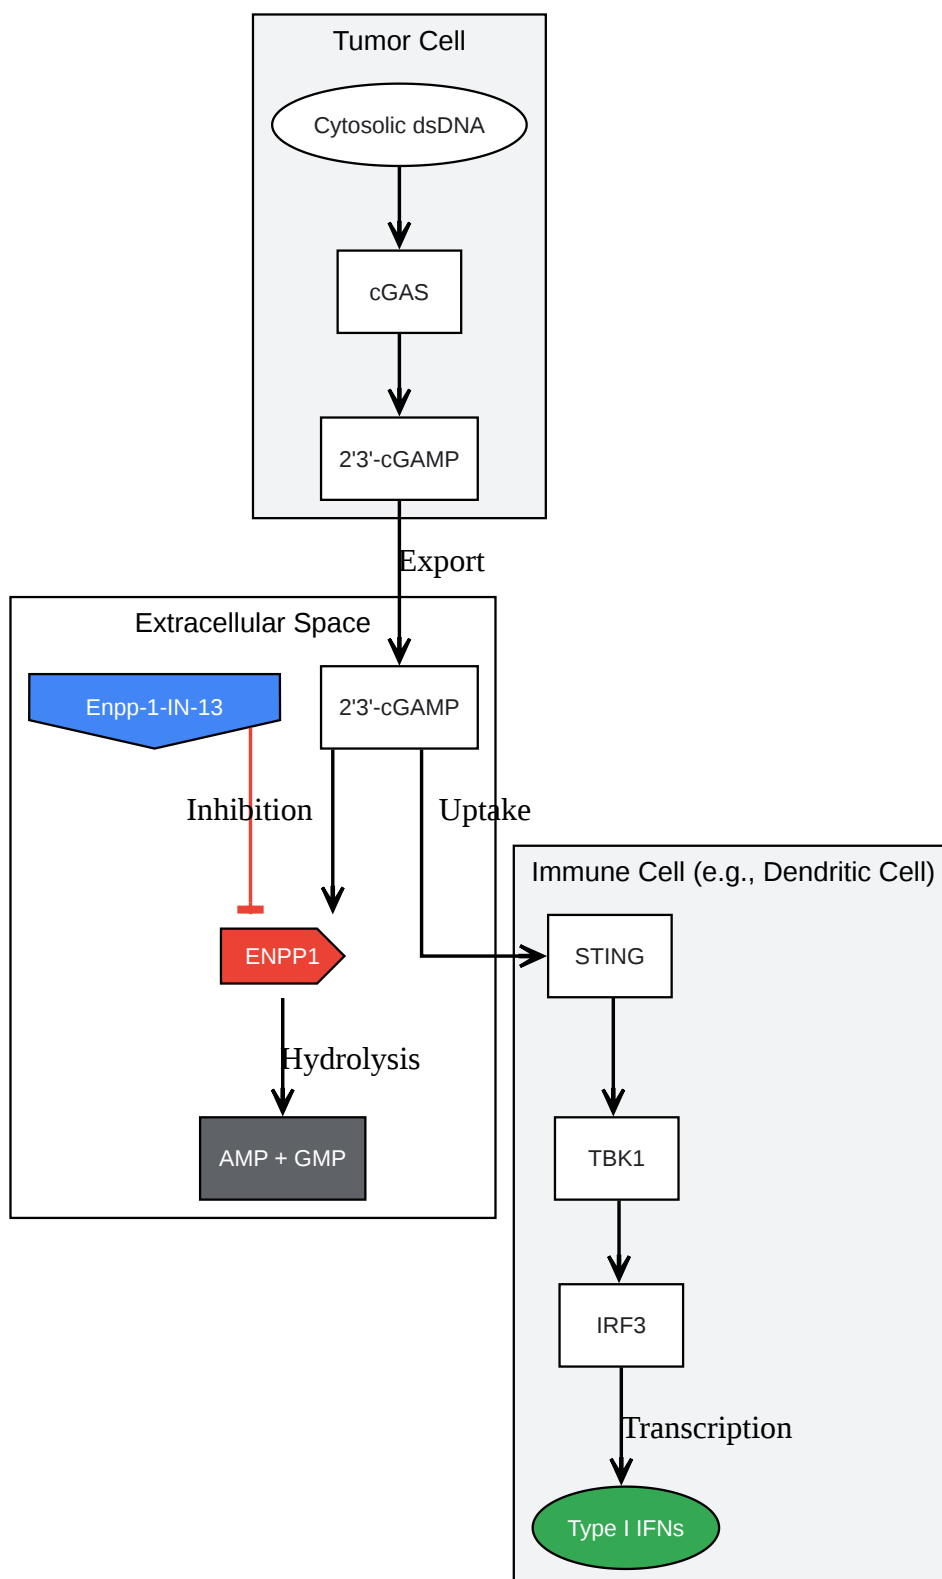 Tumor Cell
Cytosolic dsDNA
cGAS
2'3'-cGAMP
Export
Extracellular Space
Enpp-1-IN-13
2'3'-cGAMP
Inhibition
Uptake
Immune Cell (e.g., Dendritic Cell)
ENPP1
STING
Hydrolysis
AMP + GMP
TBK1
IRF3
Transcription
Type I IFNs